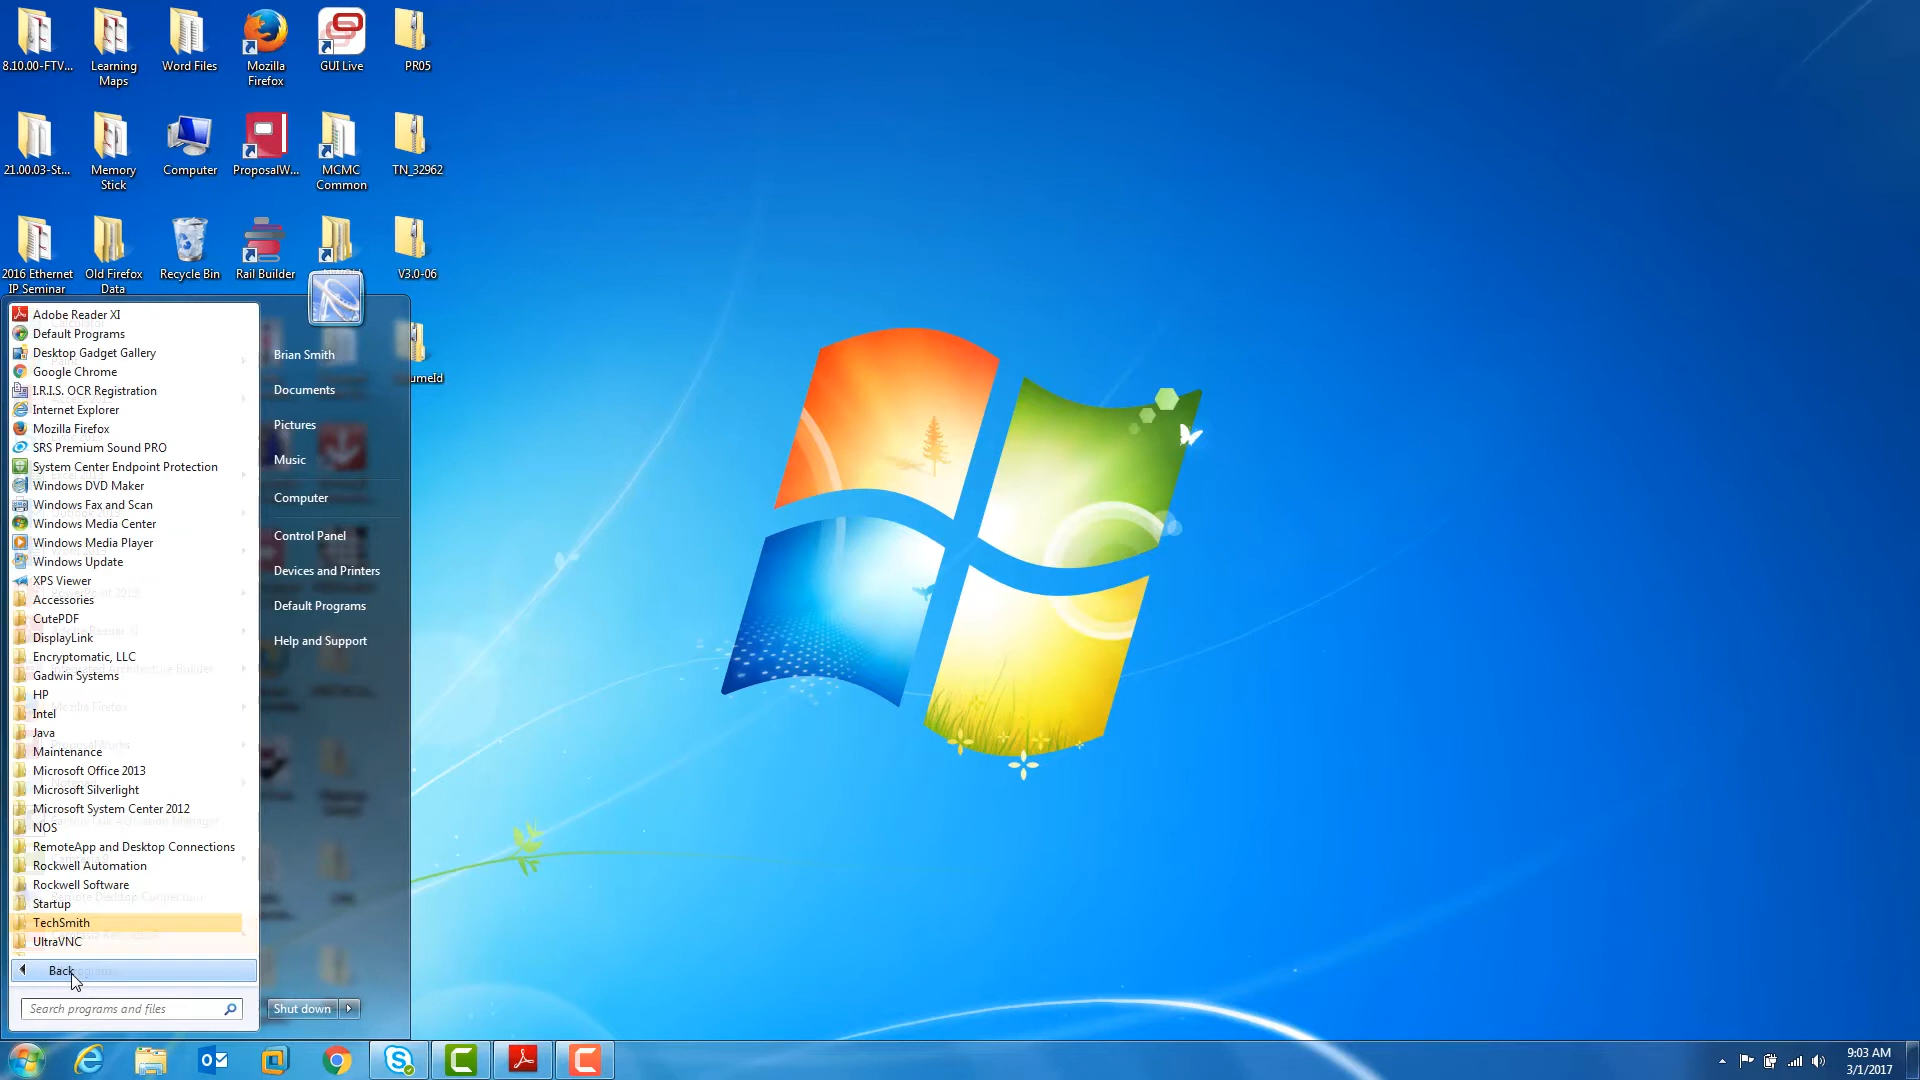 8.10.00-FTV...
Learning
Maps
Word Files
Mozilla
Firefox
GUI Live
PR05
21.00.03-St...
Memory
Stick
Computer
ProposalW...
MCMC
Common
TN_32962
2016 Ethernet
IP Seminar
Old Firefox
Data
Recycle Bin
Rail Builder
V3.0-06
umeId
Adobe Reader XI
Default Programs
Desktop Gadget Gallery
Google Chrome
I.R.I.S. OCR Registration
Internet Explorer
Mozilla Firefox
SRS Premium Sound PRO
System Center Endpoint Protection
Windows DVD Maker
Windows Fax and Scan
Windows Media Center
Windows Media Player
Windows Update
XPS Viewer
Accessories
CutePDF
DisplayLink
Encryptomatic, LLC
Gadwin Systems
HP
Intel
Java
Maintenance
Microsoft Office 2013
Microsoft Silverlight
Microsoft System Center 2012
NOS
RemoteApp and Desktop Connections
Rockwell Automation
Rockwell Software
Startup
TechSmith
UltraVNC
Back
Search programs and files
Brian Smith
Documents
Pictures
Music
Computer
Control Panel
Devices and Printers
Default Programs
Help and Support
Shut down
9:03 AM
3/1/2017